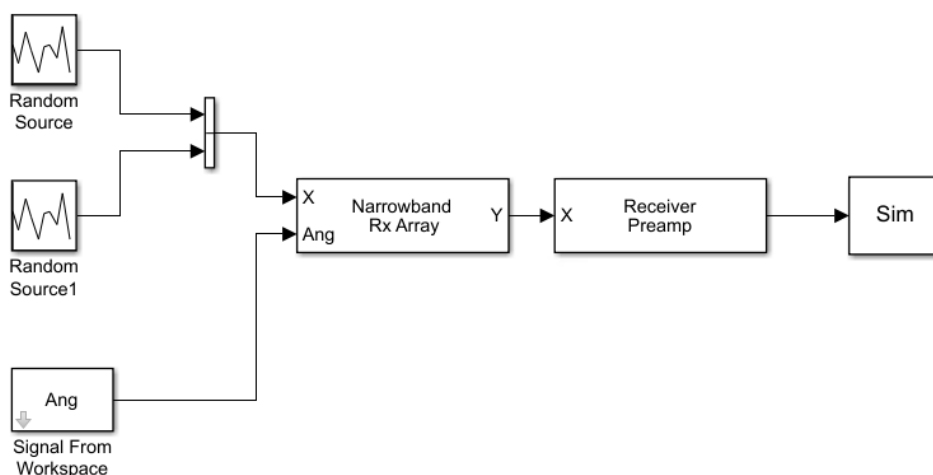 Random
Source
Random
Source1
X
Ang
Narrowband
Rx Array
Y
X
Receiver
Preamp
Sim
Ang
Signal From
Workspace